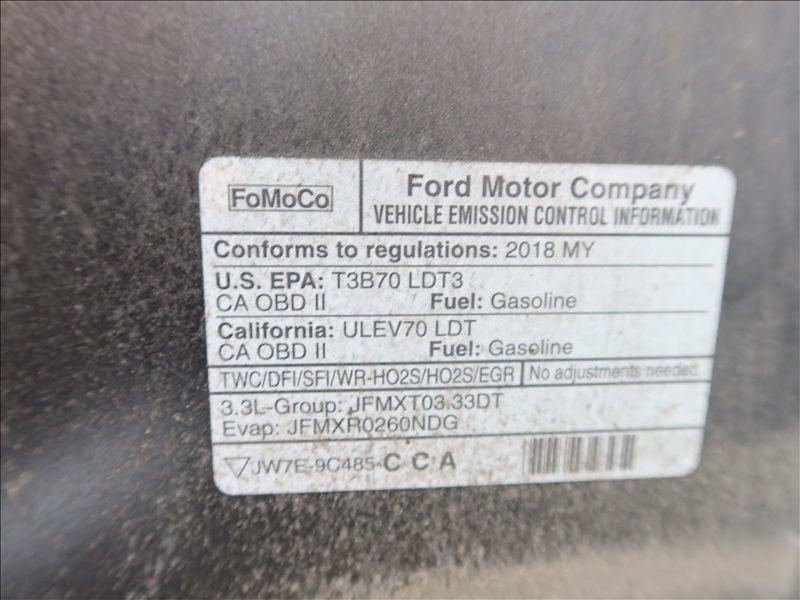 FoMoCo
Ford Motor Company
VEHICLE EMISSION CONTROL INFORMATION
Conforms to regulations: 2018 MY
U.S. EPA: T3B70 LDT3
CA OBD II Fuel: Gasoline
California: ULEV70 LDT
CA OBD II Fuel: Gasoline
TWC/DFI/SFI/WR-HO2S/HO2S/EGR No adjustments needed.
3.3L-Group: JFMXT03.33DT
Evap: JFMXR0260NDG
JW7E-9C485-C C A